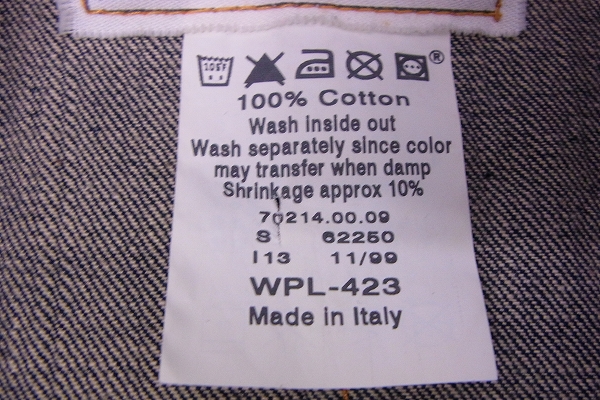 105F
®
100% Cotton
Wash inside out
Wash separately since color
may transfer when damp
Shrinkage approx 10%
70214.00.09
S 62250
I13 11/99
WPL-423
Made in Italy